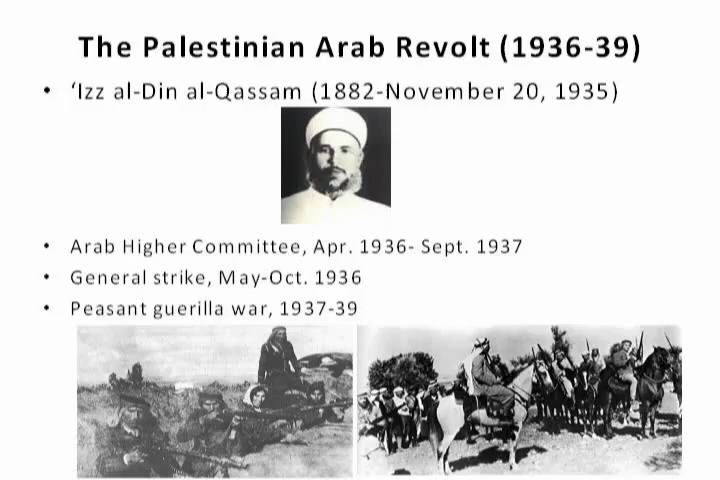 The Palestinian Arab Revolt (1936-39)
• ‘Izz al-Din al-Qassam (1882-November 20, 1935)
• Arab Higher Committee, Apr. 1936- Sept. 1937
• General strike, May-Oct. 1936
• Peasant guerilla war, 1937-39